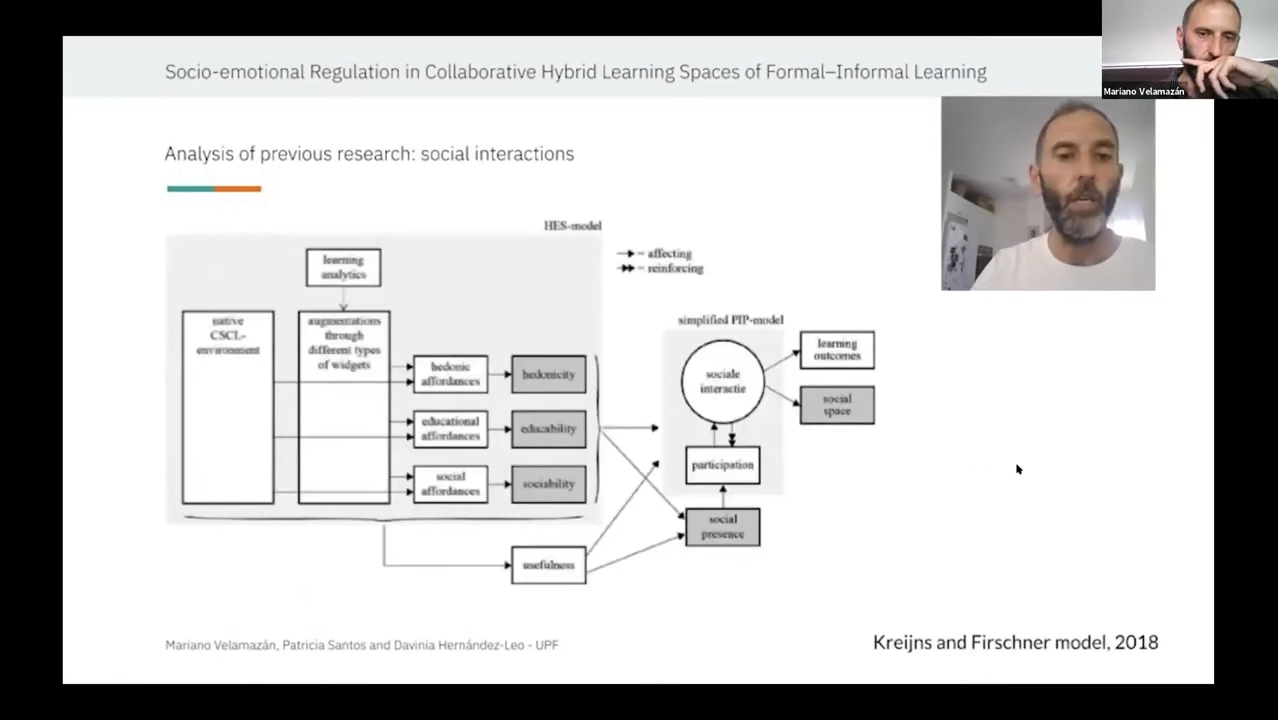 Socio-emotional Regulation in Collaborative Hybrid Learning Spaces of Formal–Informal Learning
Mariano Velamazán
Analysis of previous research: social interactions
HES-model
→ = affecting
↠ = reinforcing
learning
analytics
native
CSCL-
environment
augmentations
through
different types
of widgets
hedonic
affordances
hedonicity
educational
affordances
educability
social
affordances
sociability
usefulness
simplified PIP-model
sociale
interactie
participation
social
presence
learning
outcomes
social
space
Mariano Velamazán, Patricia Santos and Davinia Hernández-Leo - UPF
Kreijns and Firschner model, 2018